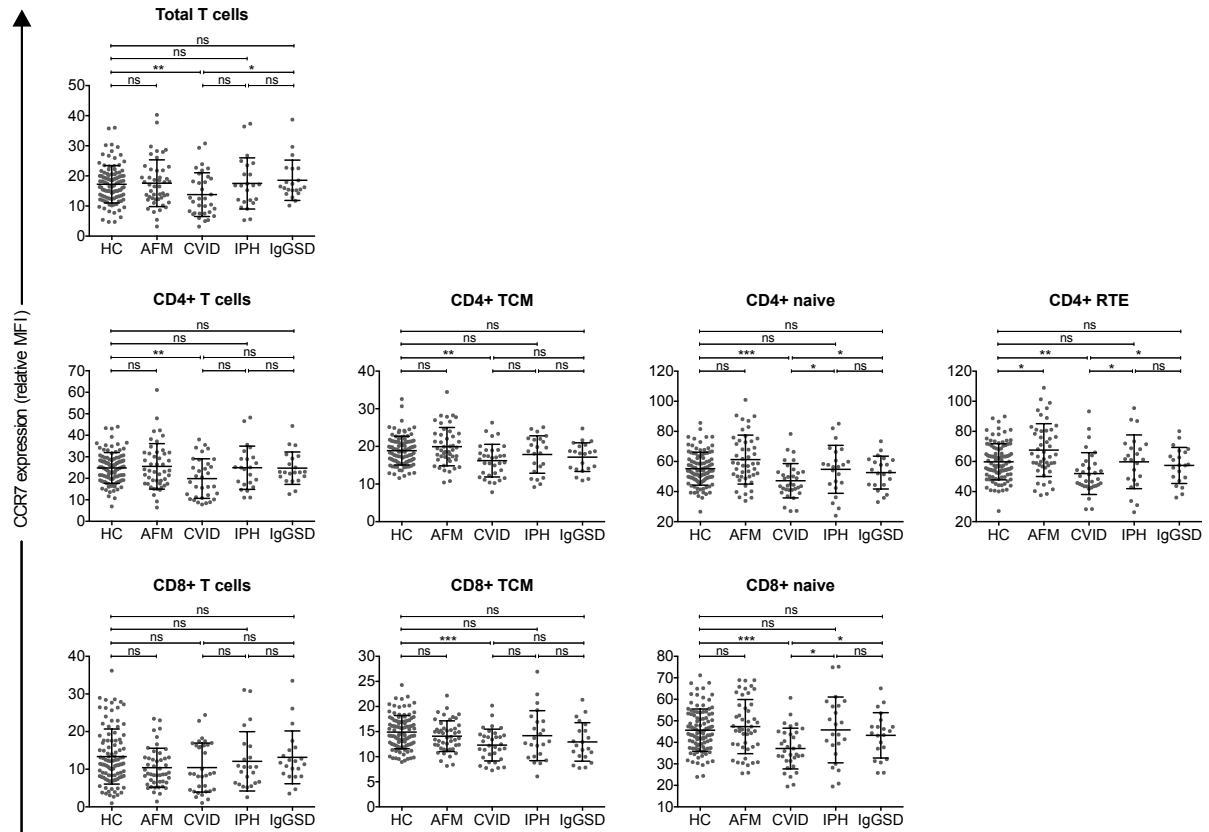 CCR7 expression (relative MFI)
Total T cells
ns
ns
** *
ns ns ns
50
40
30
20
10
0
HC AFM CVID IPH IgGSD
CD4+ T cells
ns
ns
** ns
ns ns ns
70
60
50
40
30
20
10
0
HC AFM CVID IPH IgGSD
CD4+ TCM
ns
ns
** ns
ns ns ns
40
30
20
10
0
HC AFM CVID IPH IgGSD
CD4+ naive
ns
ns
*** *
ns * ns
120
100
80
60
40
20
HC AFM CVID IPH IgGSD
CD4+ RTE
ns
ns
** *
* * ns
120
100
80
60
40
20
HC AFM CVID IPH IgGSD
CD8+ T cells
ns
ns
ns ns
ns ns ns
40
30
20
10
0
HC AFM CVID IPH IgGSD
CD8+ TCM
ns
ns
*** ns
ns ns ns
30
25
20
15
10
5
0
HC AFM CVID IPH IgGSD
CD8+ naive
ns
ns
*** *
ns * ns
80
70
60
50
40
30
20
10
HC AFM CVID IPH IgGSD